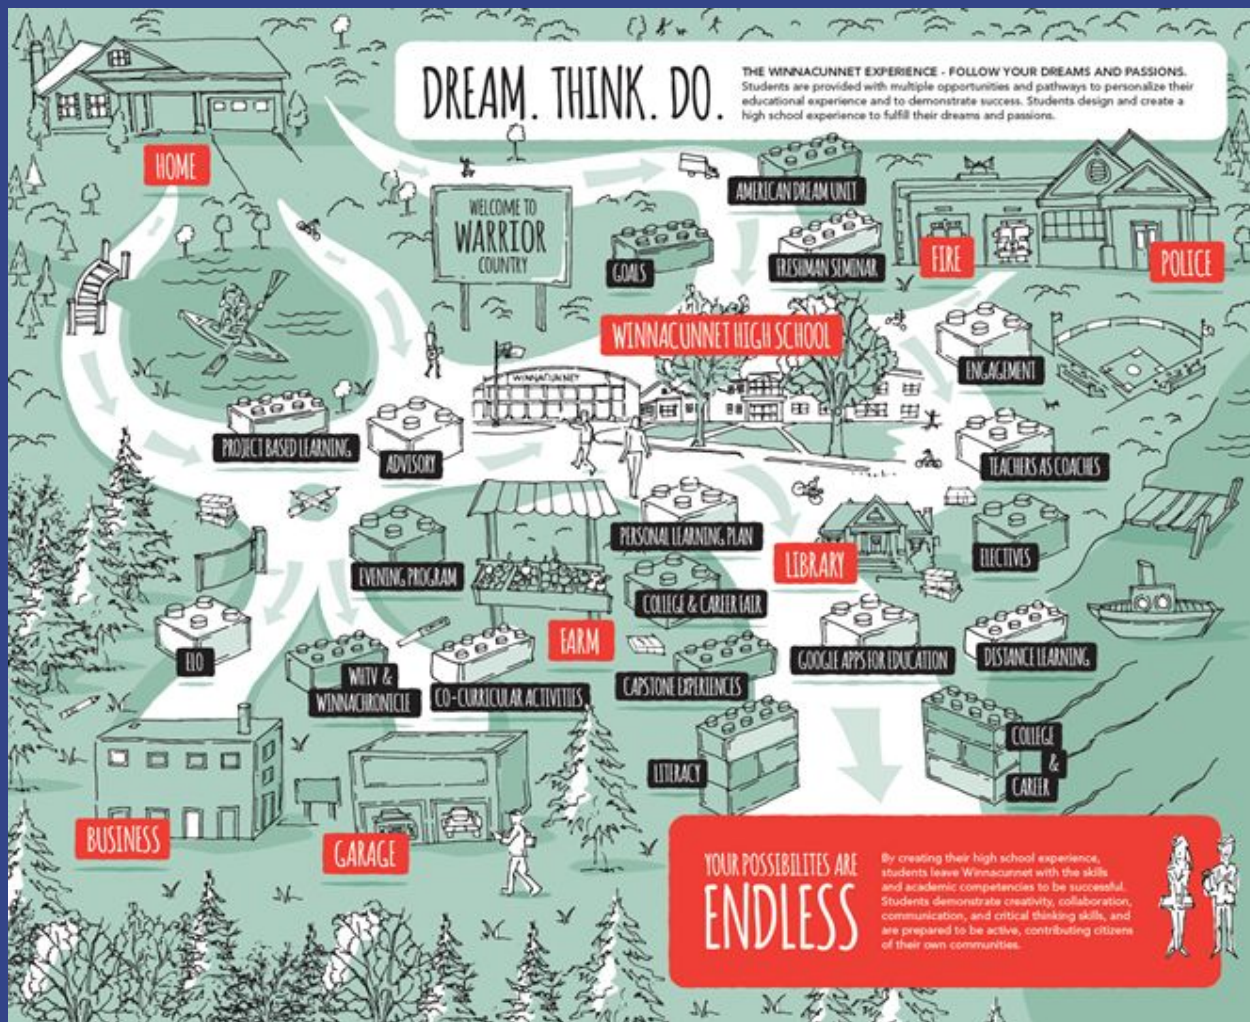 DREAM. THINK. DO.
THE WINNACUNNET EXPERIENCE - FOLLOW YOUR DREAMS AND PASSIONS.
Students are provided with multiple opportunities and pathways to personalize their
educational experience and to demonstrate success. Students design and create a
high school experience to fulfill their dreams and passions.
HOME
WELCOME TO
WARRIOR
COUNTRY
AMERICAN DREAM UNIT
GOALS
FRESHMAN SEMINAR
FIRE
POLICE
WINNACUNNET HIGH SCHOOL
WINNACUNNET
ENGAGEMENT
PROJECT BASED LEARNING
ADVISORY
TEACHERS AS COACHES
PERSONAL LEARNING PLAN
LIBRARY
ELECTIVES
EVENING PROGRAM
COLLEGE & CAREER FAIR
FARM
ELO
WHTV &
WINNACHRONICLE
CO-CURRICULAR ACTIVITIES
CAPSTONE EXPERIENCES
GOOGLE APPS FOR EDUCATION
DISTANCE LEARNING
LITERACY
COLLEGE
&
CAREER
BUSINESS
GARAGE
YOUR POSSIBILITES ARE
ENDLESS
By creating their high school experience,
students leave Winnacunnet with the skills
and academic competencies to be successful.
Students demonstrate creativity, collaboration,
communication, and critical thinking skills, and
are prepared to be active, contributing citizens
of their own communities.